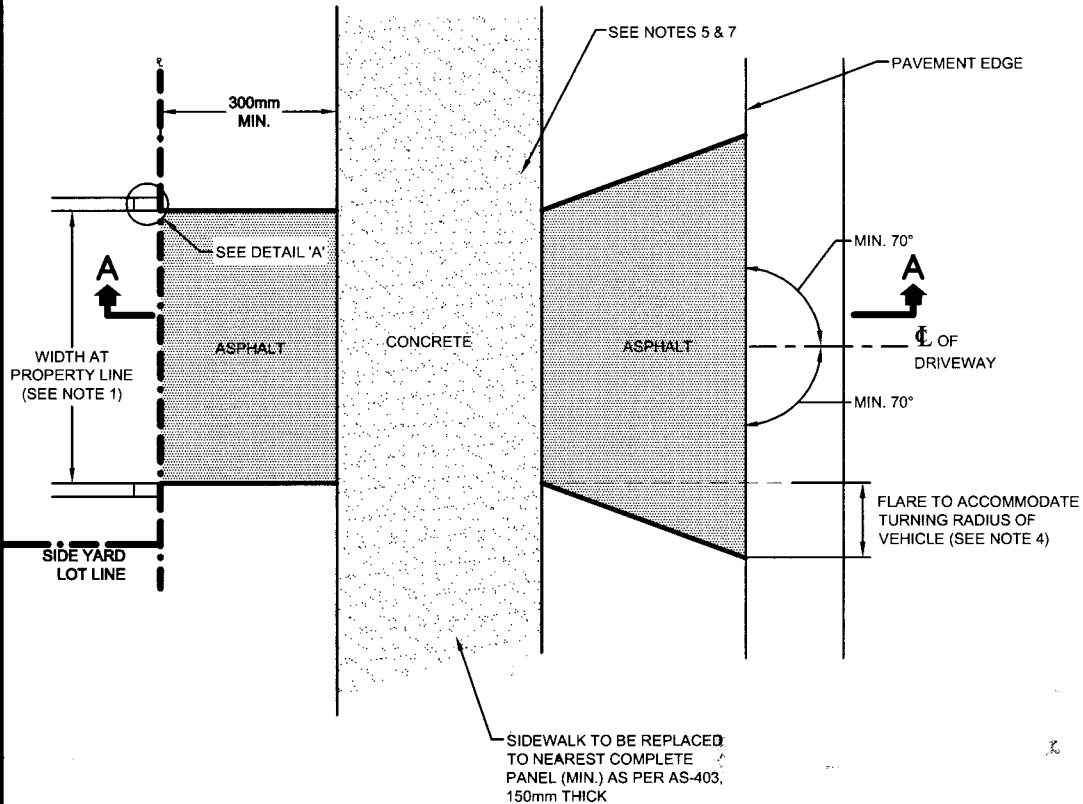 SEE NOTES 5 & 7
PAVEMENT EDGE
300mm
MIN.
SEE DETAIL 'A'
MIN. 70°
A
A
WIDTH AT
PROPERTY LINE
(SEE NOTE 1)
ASPHALT
CONCRETE
ASPHALT
℄ OF
DRIVEWAY
MIN. 70°
FLARE TO ACCOMMODATE
TURNING RADIUS OF
VEHICLE (SEE NOTE 4)
SIDE YARD
LOT LINE
SIDEWALK TO BE REPLACED
TO NEAREST COMPLETE
PANEL (MIN.) AS PER AS-403,
150mm THICK